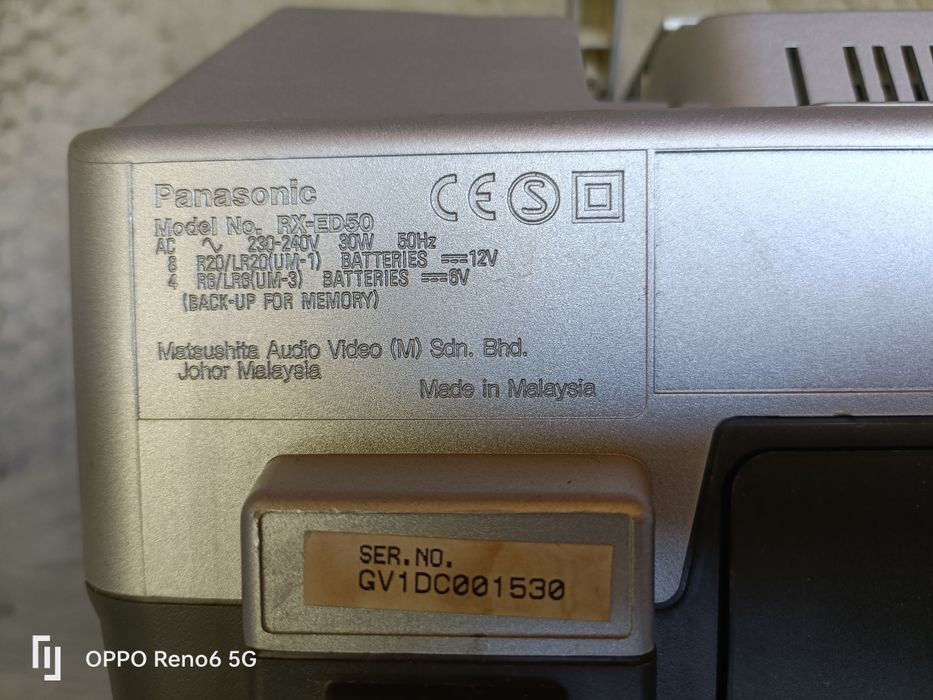 Panasonic
Model No. RX-ED50
AC ∿ 230-240V 30W 50Hz
8 R20/LR20(UM-1) BATTERIES ⎓12V
4 R6/LR6(UM-3) BATTERIES ⎓6V
(BACK-UP FOR MEMORY)
CE S
Matsushita Audio Video (M) Sdn. Bhd.
Johor Malaysia
Made in Malaysia
SER.NO.
GV1DC001530
OPPO Reno6 5G